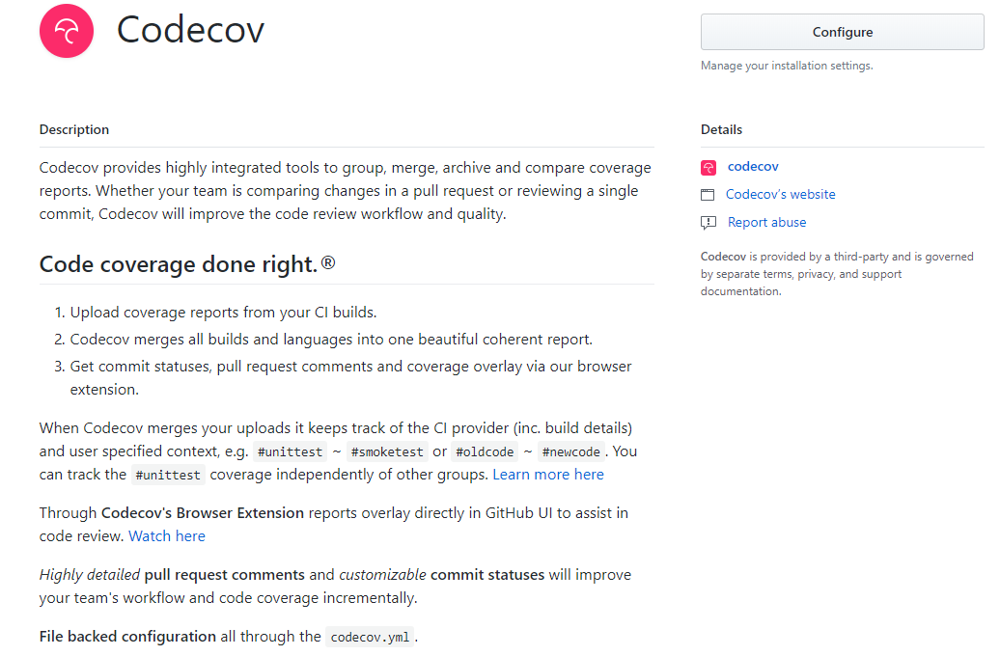 Codecov
Configure
Manage your installation settings.
Description
Codecov provides highly integrated tools to group, merge, archive and compare coverage
reports. Whether your team is comparing changes in a pull request or reviewing a single
commit, Codecov will improve the code review workflow and quality.
Code coverage done right.®
1. Upload coverage reports from your CI builds.
2. Codecov merges all builds and languages into one beautiful coherent report.
3. Get commit statuses, pull request comments and coverage overlay via our browser
extension.
When Codecov merges your uploads it keeps track of the CI provider (inc. build details)
and user specified context, e.g. #unittest ~ #smoketest or #oldcode ~ #newcode. You
can track the #unittest coverage independently of other groups. Learn more here
Through Codecov's Browser Extension reports overlay directly in GitHub UI to assist in
code review. Watch here
Highly detailed pull request comments and customizable commit statuses will improve
your team's workflow and code coverage incrementally.
File backed configuration all through the codecov.yml.
Details
codecov
Codecov's website
Report abuse
Codecov is provided by a third-party and is governed
by separate terms, privacy, and support
documentation.